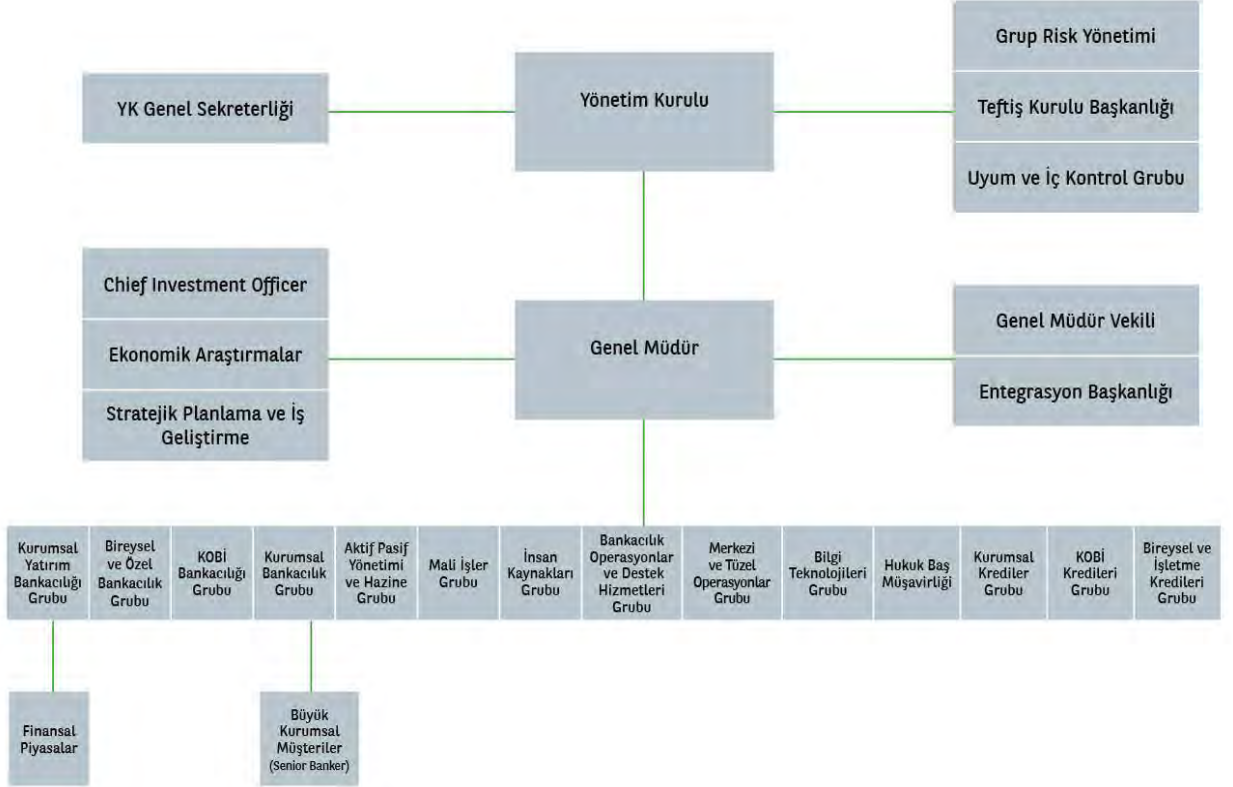 Grup Risk Yönetimi
YK Genel Sekreterliği
Yönetim Kurulu
Teftiş Kurulu Başkanlığı
Uyum ve İç Kontrol Grubu
Chief Investment Officer
Ekonomik Araştırmalar
Stratejik Planlama ve İş
Geliştirme
Genel Müdür
Genel Müdür Vekili
Entegrasyon Başkanlığı
Kurumsal
Yatırım
Bankacılığı
Grubu
Bireysel
ve Özel
Bankacılık
Grubu
KOBİ
Bankacılığı
Grubu
Kurumsal
Bankacılık
Grubu
Aktif Pasif
Yönetimi
ve Hazine
Grubu
Mali İşler
Grubu
İnsan
Kaynakları
Grubu
Bankacılık
Operasyonlar
ve Destek
Hizmetleri
Grubu
Merkezi
ve Tüzel
Operasyonlar
Grubu
Bilgi
Teknolojileri
Grubu
Hukuk Baş
Müşavirliği
Kurumsal
Krediler
Grubu
KOBİ
Kredileri
Grubu
Bireysel ve
İşletme
Kredileri
Grubu
Finansal
Piyasalar
Büyük
Kurumsal
Müşteriler
(Senior Banker)